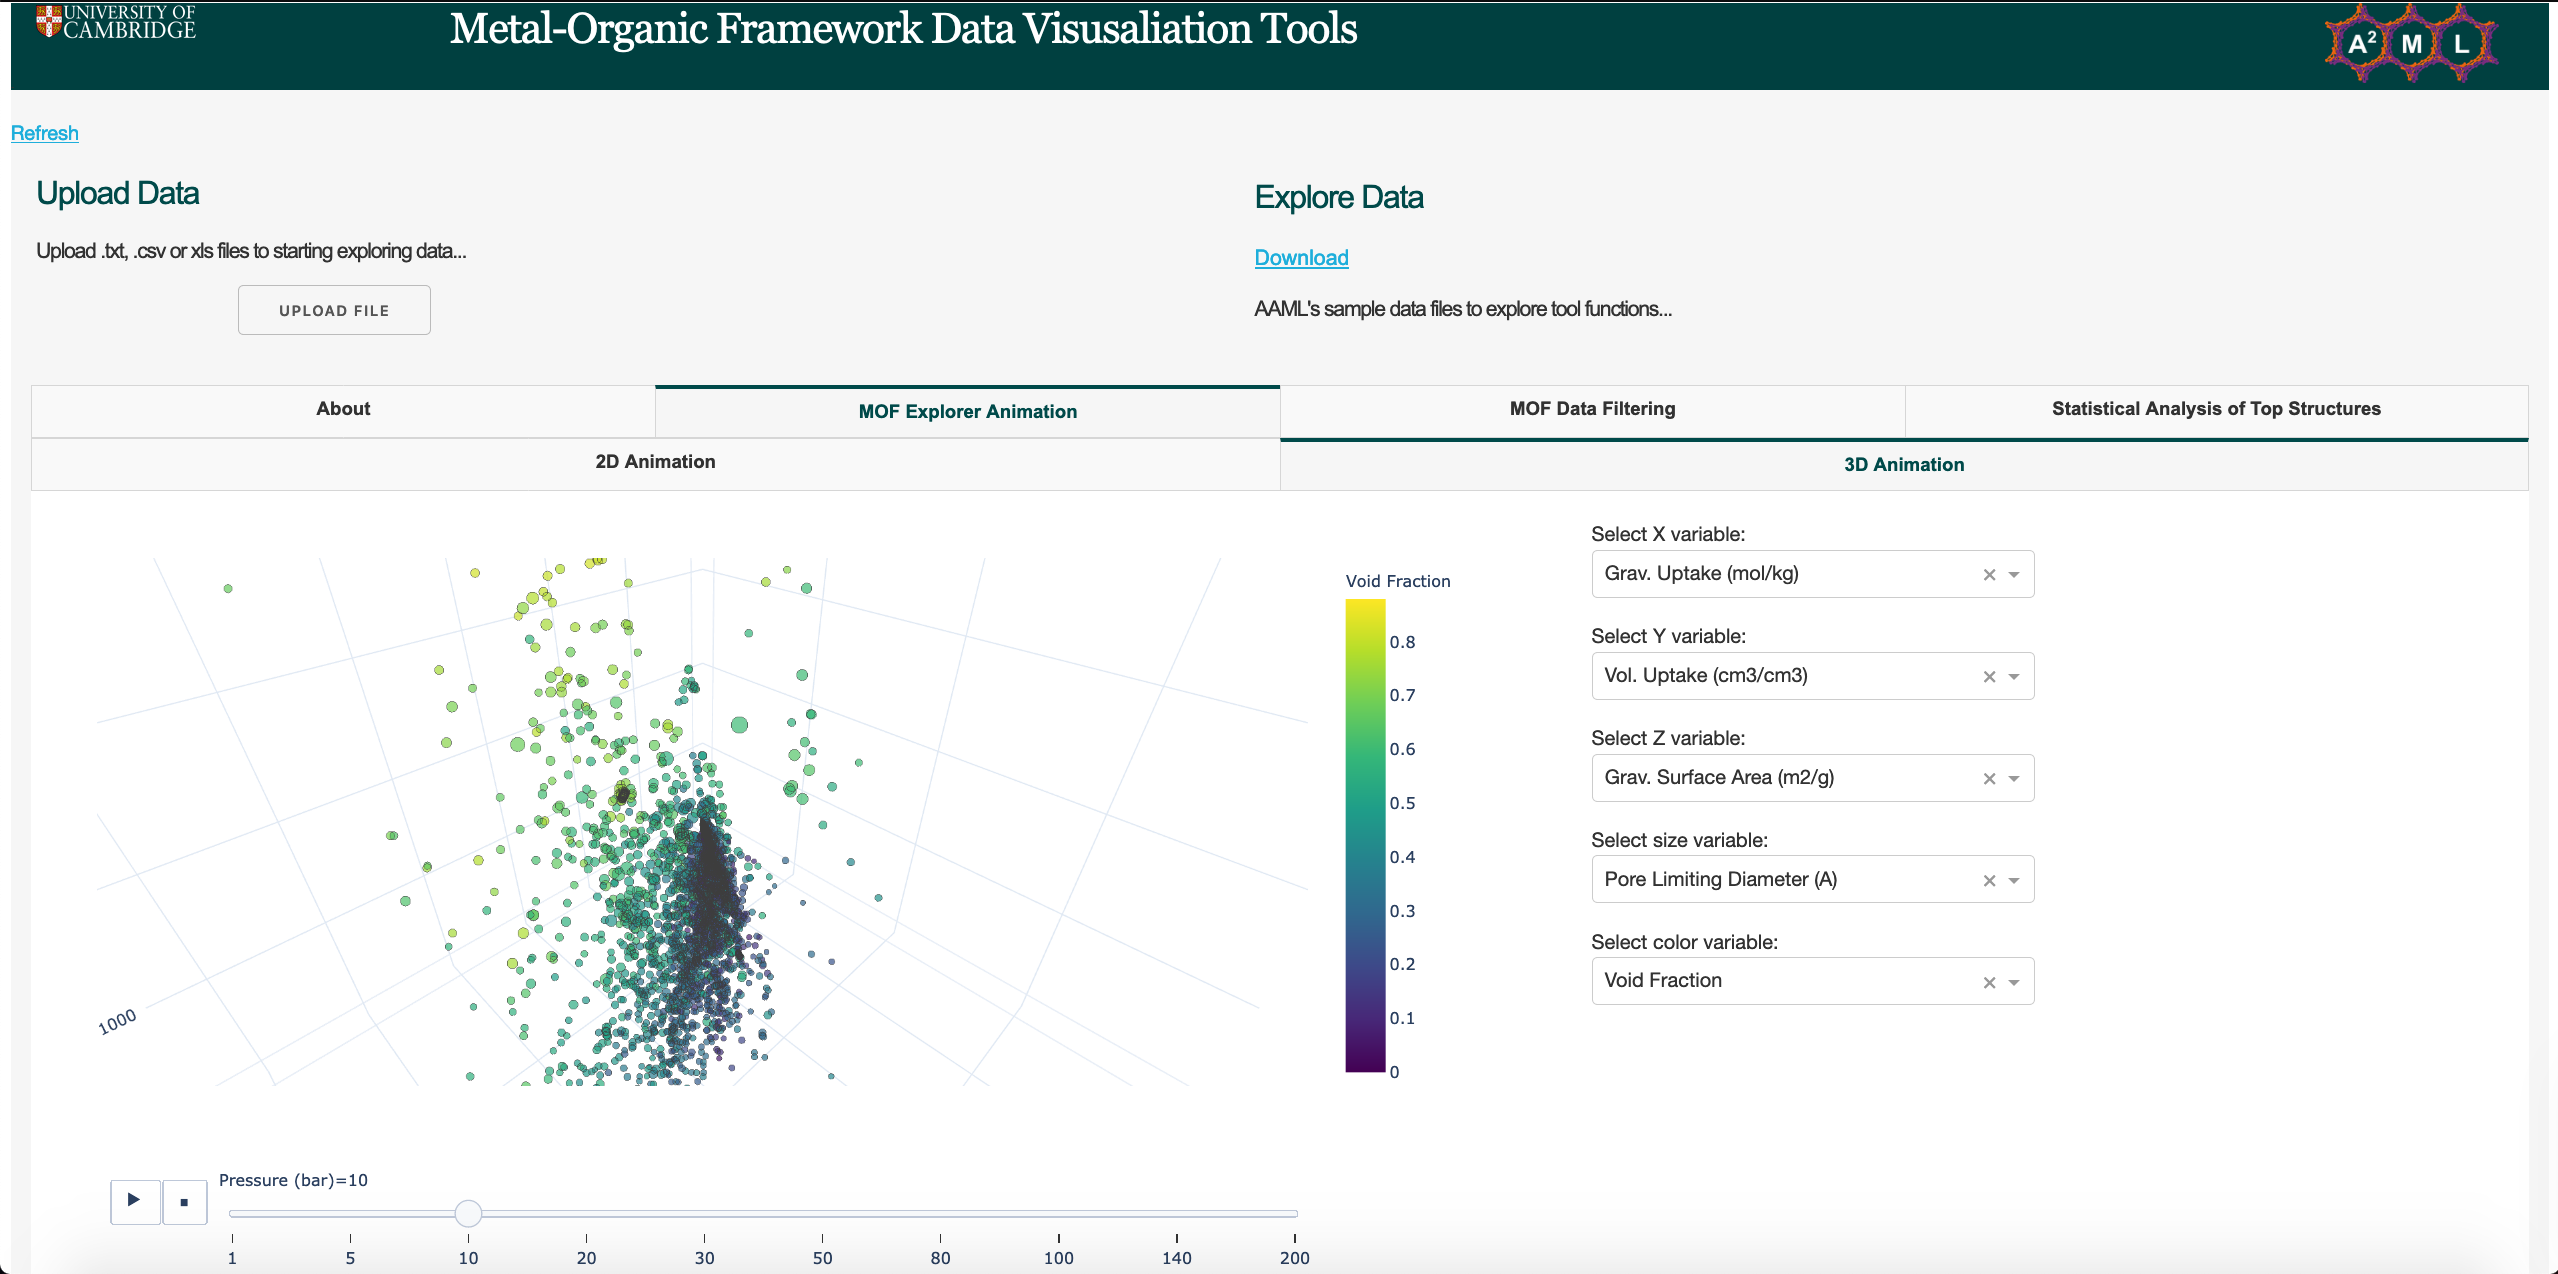 UNIVERSITY OF
CAMBRIDGE
Metal-Organic Framework Data Visusaliation Tools
A² M L
Refresh
Upload Data
Explore Data
Upload .txt, .csv or xls files to starting exploring data...
Download
UPLOAD FILE
AAML's sample data files to explore tool functions...
About
MOF Explorer Animation
MOF Data Filtering
Statistical Analysis of Top Structures
2D Animation
3D Animation
Void Fraction
0.8
0.7
0.6
0.5
0.4
0.3
0.2
0.1
0
1000
Select X variable:
Grav. Uptake (mol/kg)
Select Y variable:
Vol. Uptake (cm3/cm3)
Select Z variable:
Grav. Surface Area (m2/g)
Select size variable:
Pore Limiting Diameter (A)
Select color variable:
Void Fraction
Pressure (bar)=10
1 5 10 20 30 50 80 100 140 200